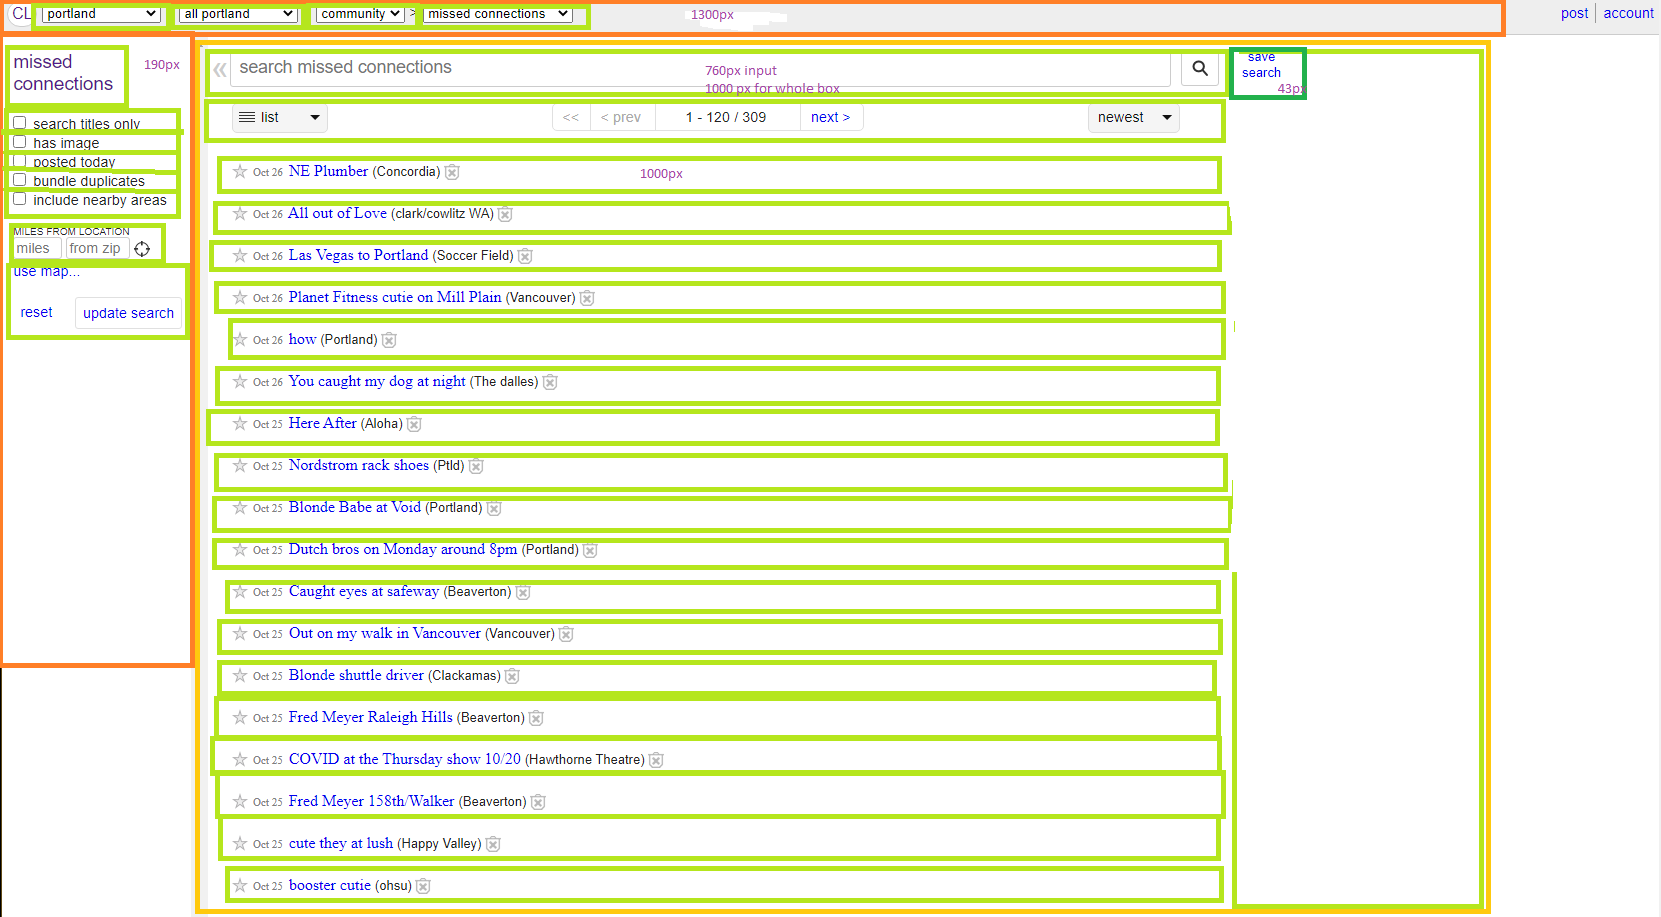 CL portland all portland community > missed connections 1300px post account
missed
connections
190px
search titles only
has image
posted today
bundle duplicates
include nearby areas
MILES FROM LOCATION
miles from zip
use map...
reset update search
« search missed connections
760px input
1000 px for whole box
save
search
43px
list << < prev 1 - 120 / 309 next > newest
Oct 26 NE Plumber (Concordia) 1000px
Oct 26 All out of Love (clark/cowlitz WA)
Oct 26 Las Vegas to Portland (Soccer Field)
Oct 26 Planet Fitness cutie on Mill Plain (Vancouver)
Oct 26 how (Portland)
Oct 26 You caught my dog at night (The dalles)
Oct 25 Here After (Aloha)
Oct 25 Nordstrom rack shoes (Ptld)
Oct 25 Blonde Babe at Void (Portland)
Oct 25 Dutch bros on Monday around 8pm (Portland)
Oct 25 Caught eyes at safeway (Beaverton)
Oct 25 Out on my walk in Vancouver (Vancouver)
Oct 25 Blonde shuttle driver (Clackamas)
Oct 25 Fred Meyer Raleigh Hills (Beaverton)
Oct 25 COVID at the Thursday show 10/20 (Hawthorne Theatre)
Oct 25 Fred Meyer 158th/Walker (Beaverton)
Oct 25 cute they at lush (Happy Valley)
Oct 25 booster cutie (ohsu)